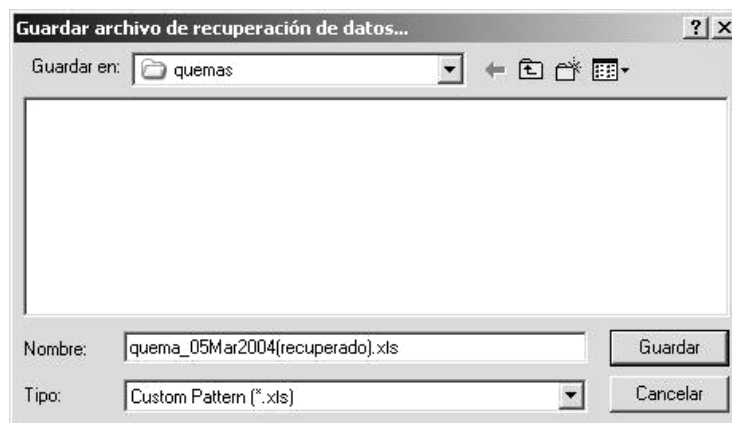 Guardar archivo de recuperación de datos...
Guardar en: quemas
Nombre: quema_05Mar2004(recuperado).xls Guardar
Tipo: Custom Pattern (*.xls) Cancelar